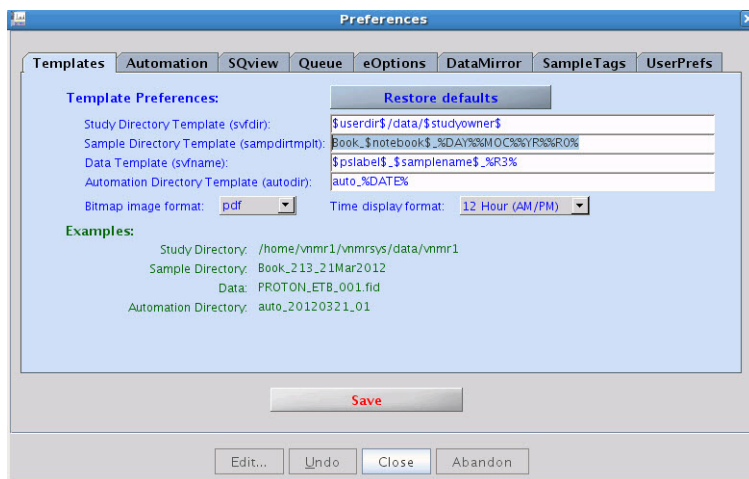 Preferences
Templates Automation SQview Queue eOptions DataMirror SampleTags UserPrefs
Template Preferences: Restore defaults
Study Directory Template (svfdir): $userdir$/data/$studyowner$
Sample Directory Template (sampdirtmplt): Book_$notebook$_%DAY%%MOC%%YR%%R0%
Data Template (svfname): $pslabel$_$samplename$_%R3%
Automation Directory Template (autodir): auto_%DATE%
Bitmap image format: pdf Time display format: 12 Hour (AM/PM)
Examples:
Study Directory: /home/vnmr1/vnmrsys/data/vnmr1
Sample Directory: Book_213_21Mar2012
Data: PROTON_ETB_001.fid
Automation Directory: auto_20120321_01
Save
Edit... Undo Close Abandon